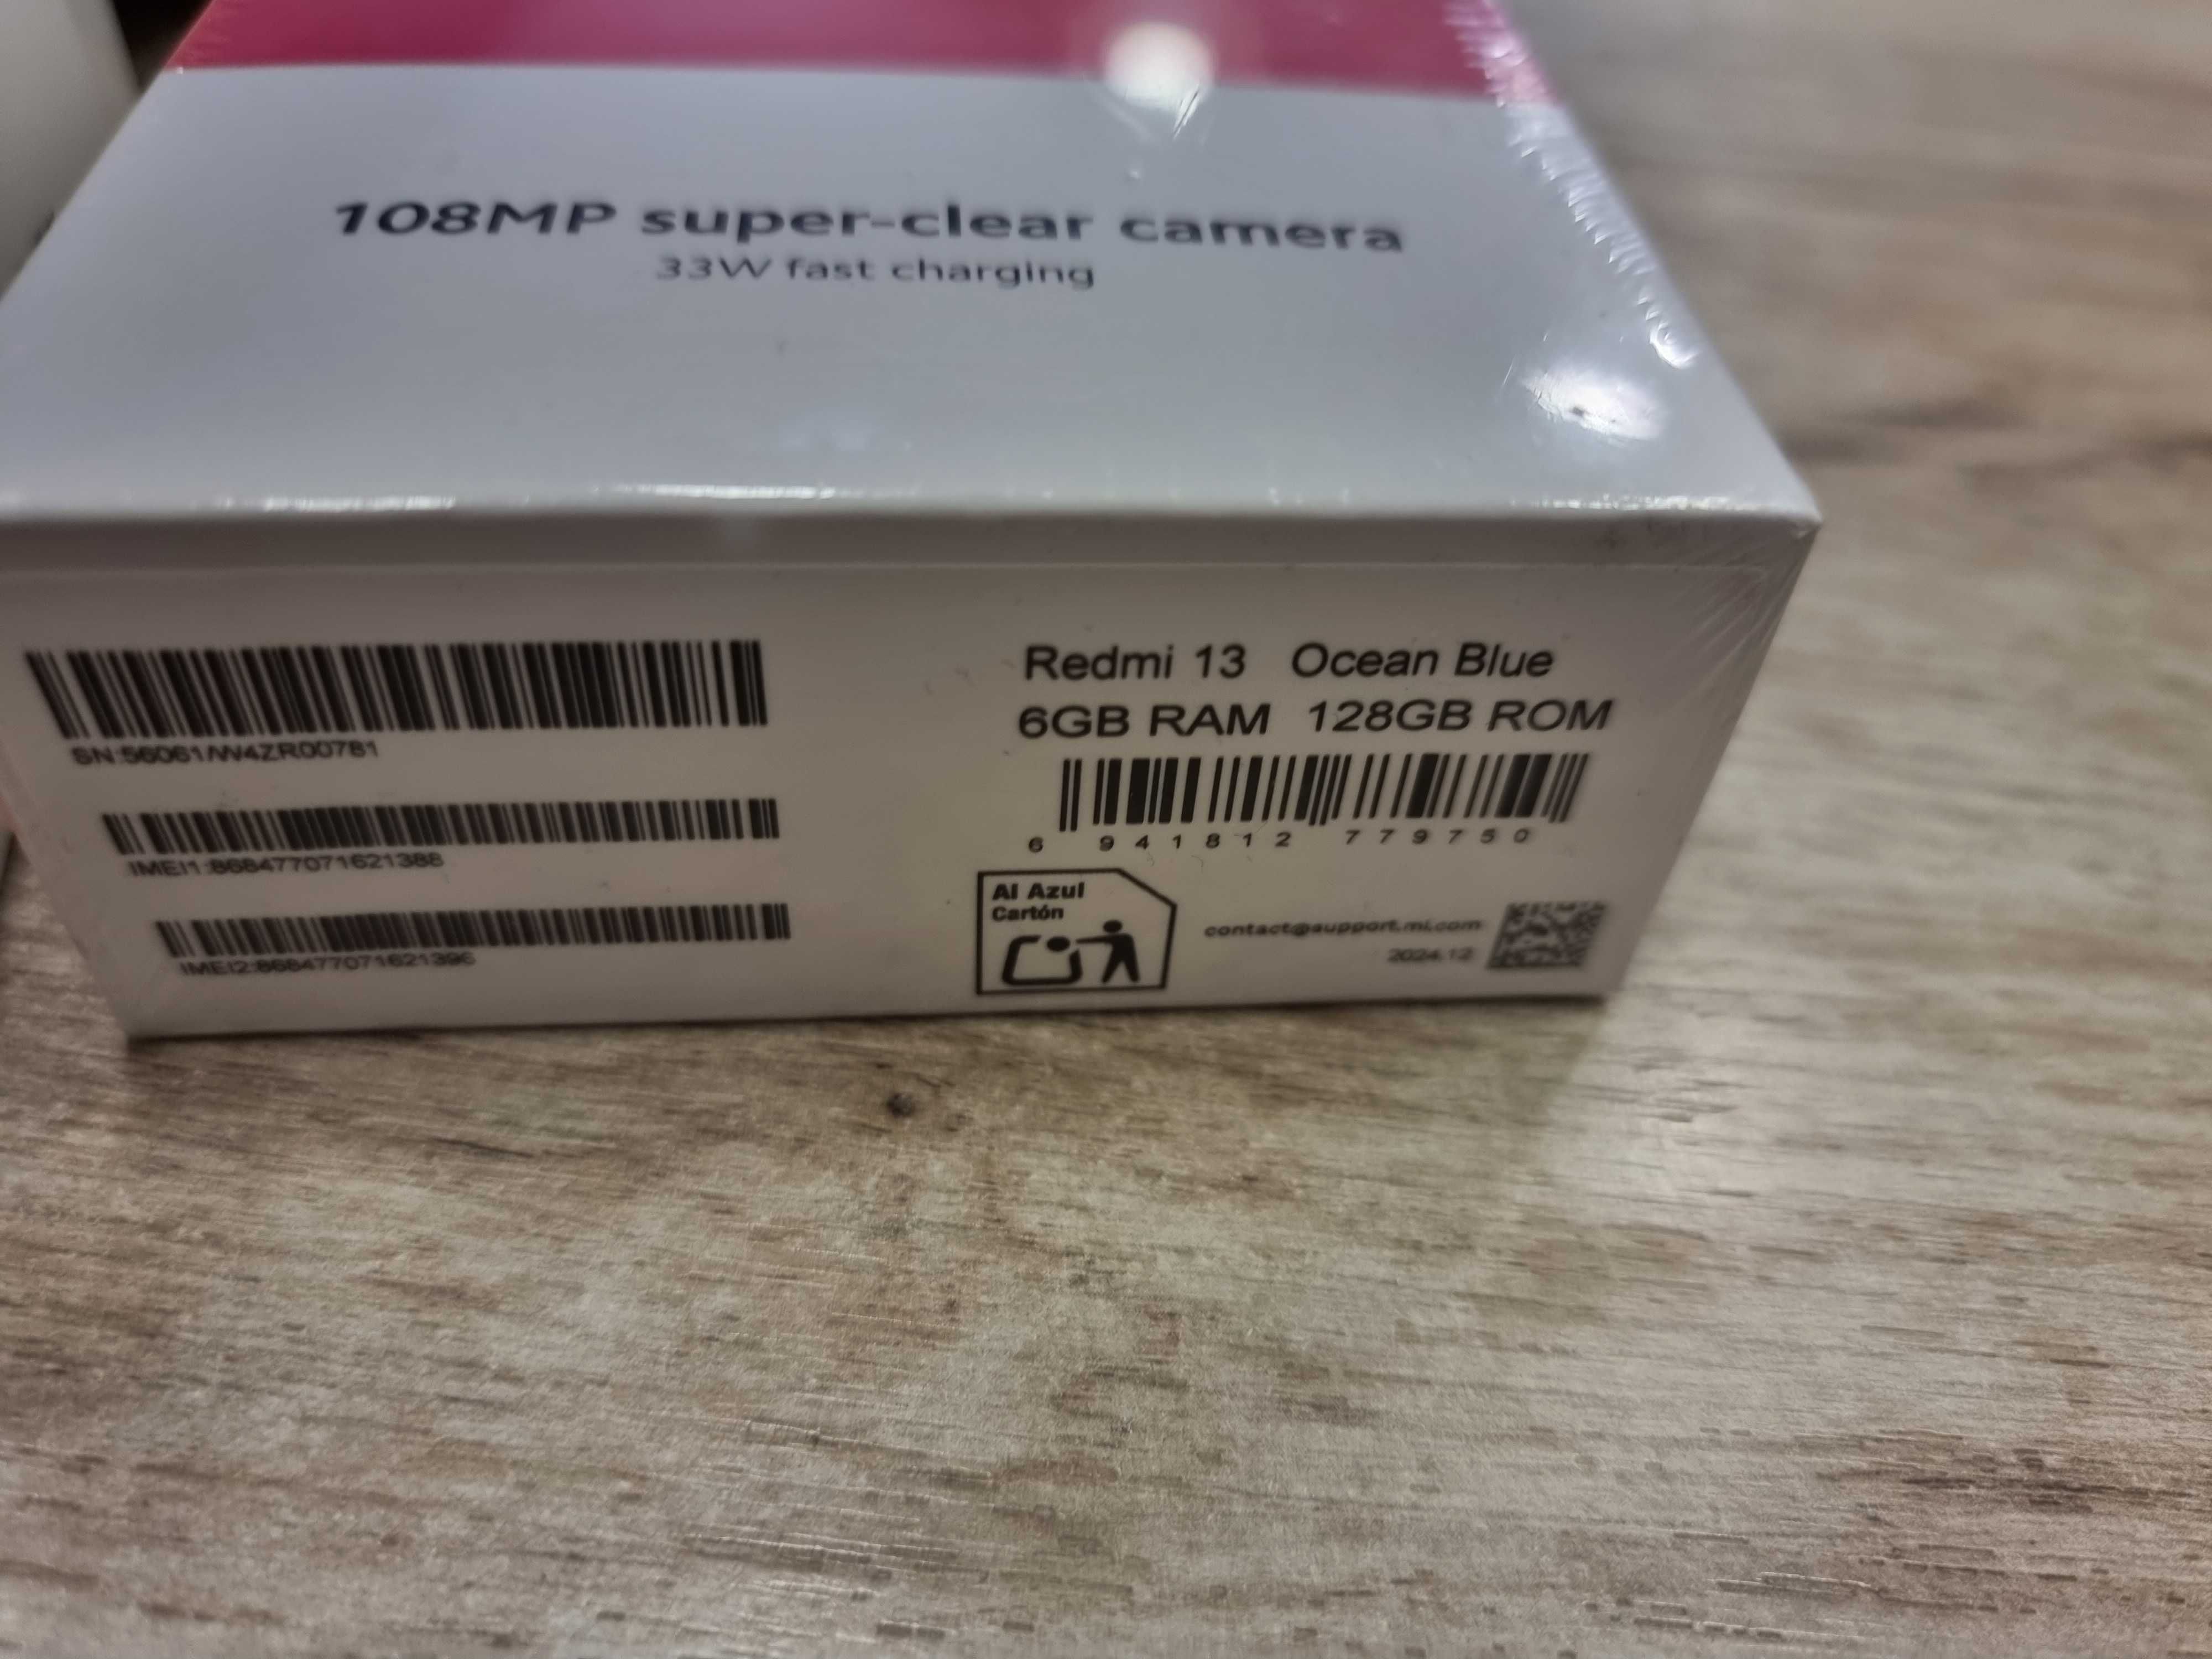 108MP super-clear camera
33W fast charging
SN:56061/W4ZR00781
IMEI1:868477071621388
IMEI2:868477071621396
Redmi 13 Ocean Blue
6GB RAM 128GB ROM
6 941812 779750
Al Azul
Cartón
contact@support.mi.com
2024.12